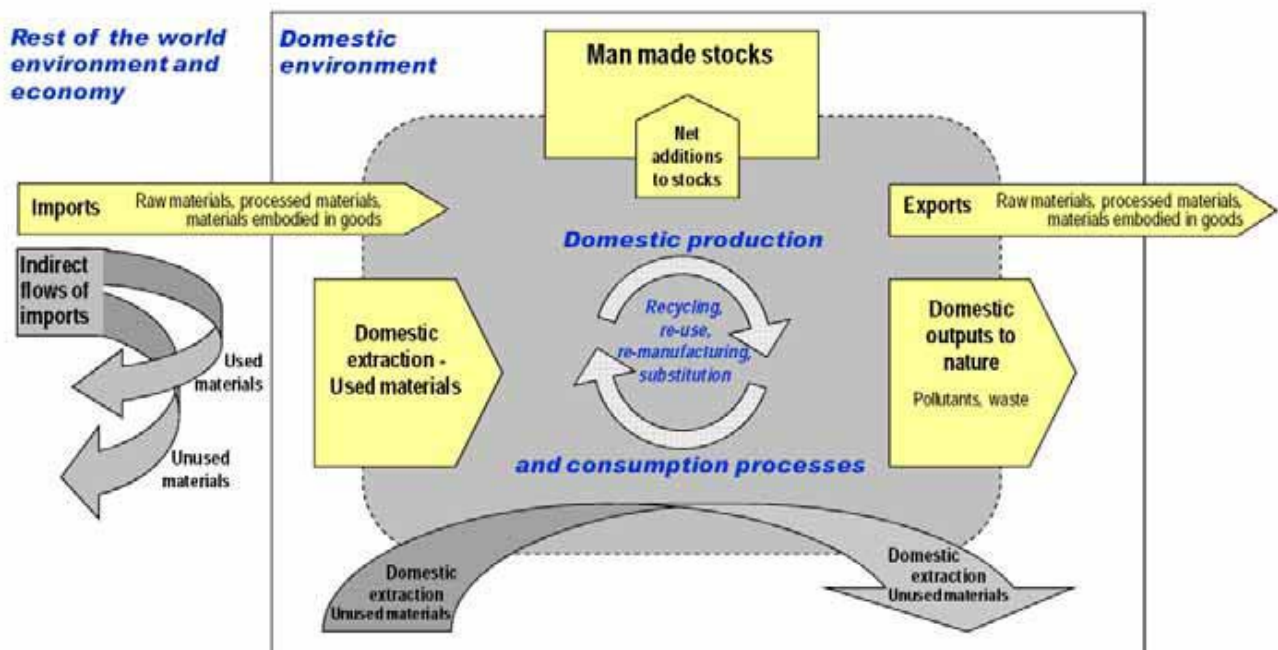 Rest of the world
environment and
economy
Domestic
environment
Man made stocks
Net
additions
to stocks
Imports
Raw materials, processed materials,
materials embodied in goods
Exports
Raw materials, processed materials,
materials embodied in goods
Indirect
flows of
imports
Used
materials
Unused
materials
Domestic
extraction -
Used materials
Domestic production
Recycling,
re-use,
re-manufacturing,
substitution
and consumption processes
Domestic
outputs to
nature
Pollutants, waste
Domestic
extraction
Unused materials
Domestic
extraction
Unused materials